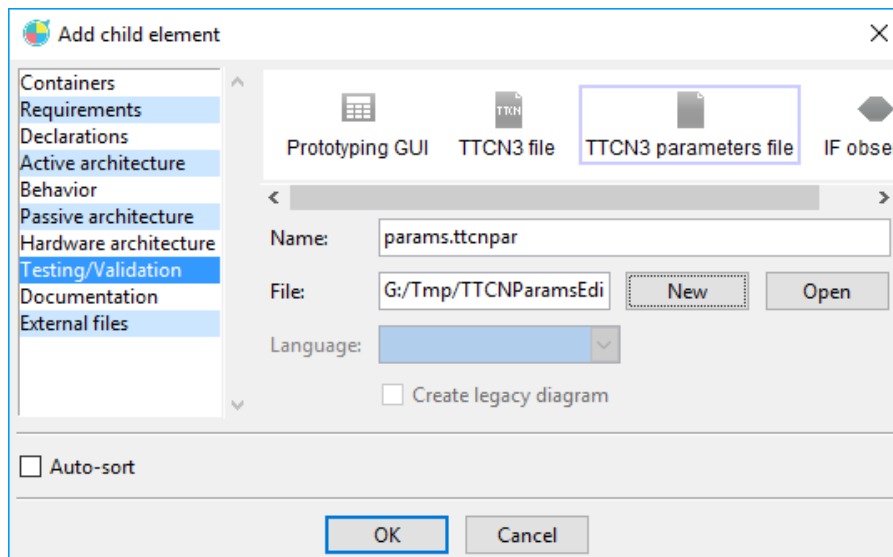 Add child element
Containers
Requirements
Declarations
Active architecture
Behavior
Passive architecture
Hardware architecture
Testing/Validation
Documentation
External files
TTCN
Prototyping GUI
TTCN3 file
TTCN3 parameters file
IF obse
Name:
params.ttcnpar
File:
G:/Tmp/TTCNParamsEdi
New
Open
Language:
Create legacy diagram
Auto-sort
OK
Cancel